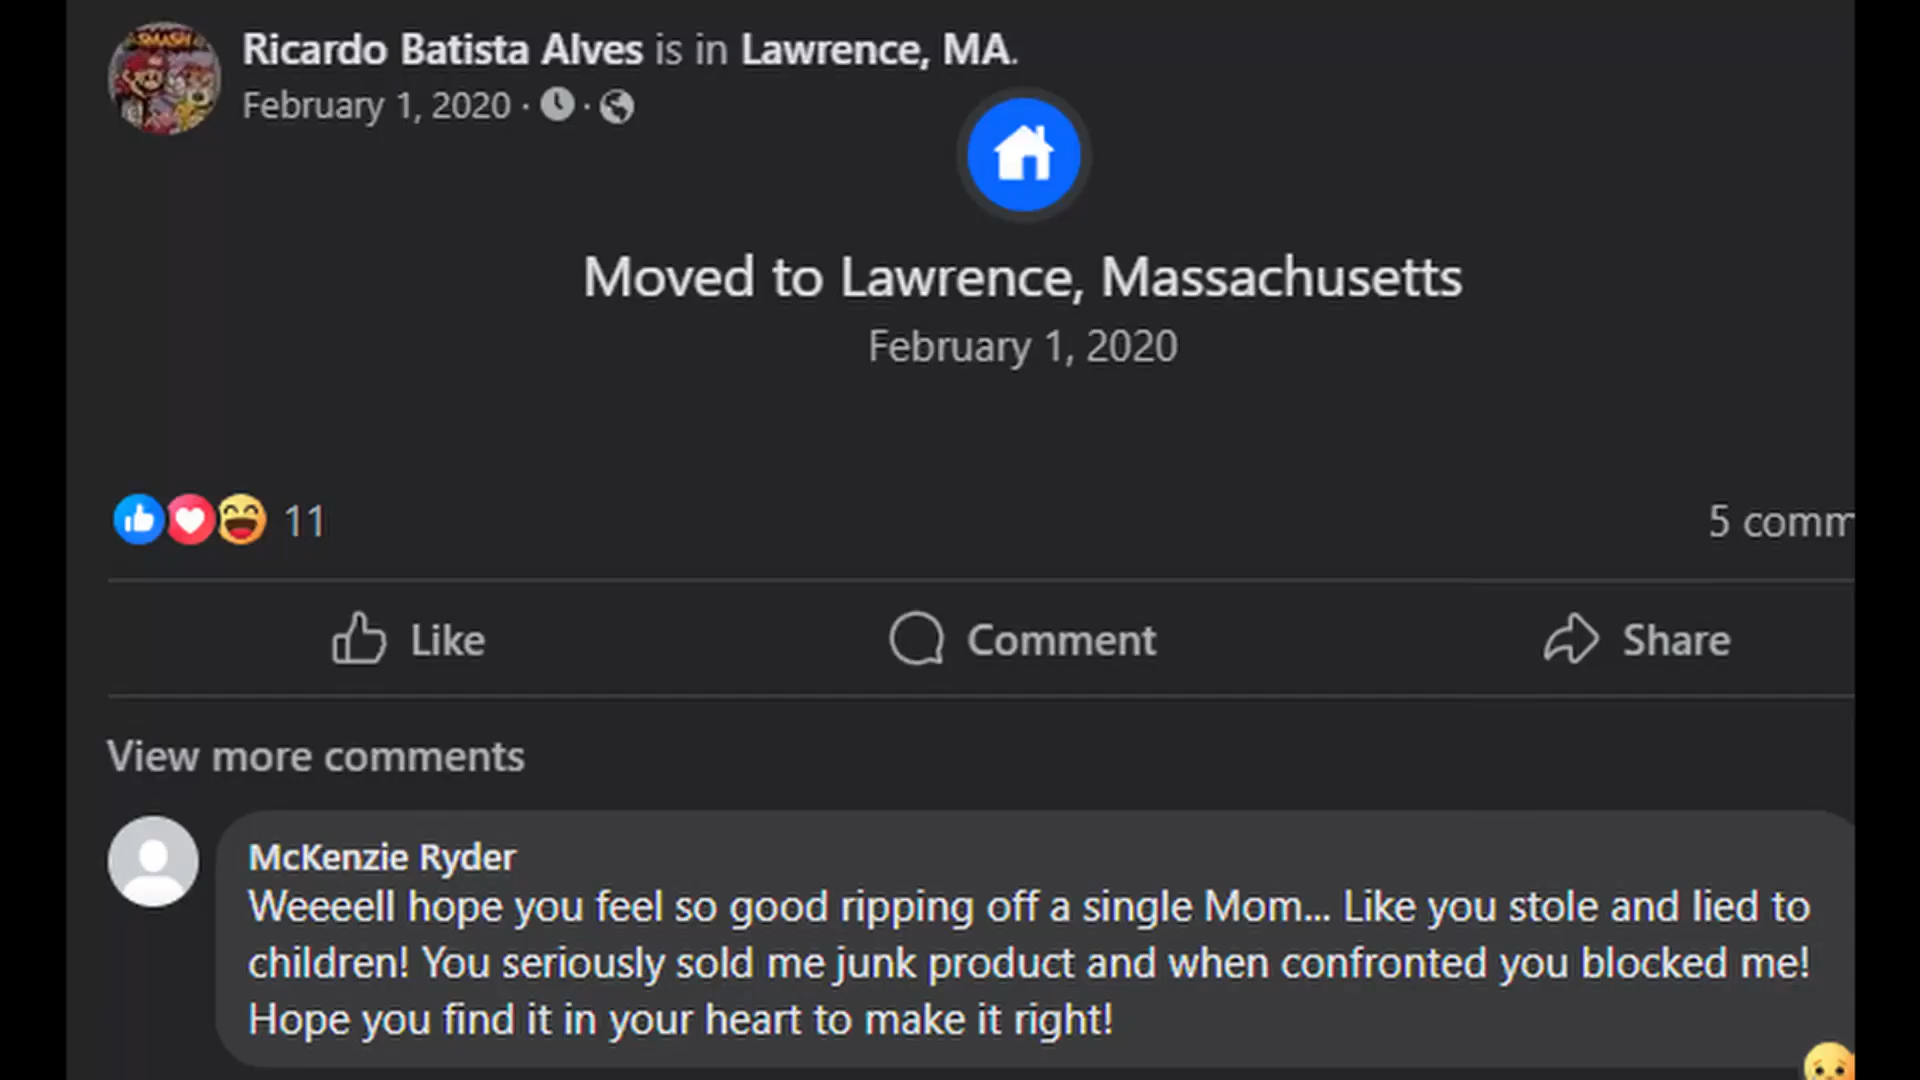 SMASH
Ricardo Batista Alves is in Lawrence, MA.
February 1, 2020 · ·
Moved to Lawrence, Massachusetts
February 1, 2020
11
5 comm
Like
Comment
Share
View more comments
McKenzie Ryder
Weeeell hope you feel so good ripping off a single Mom... Like you stole and lied to
children! You seriously sold me junk product and when confronted you blocked me!
Hope you find it in your heart to make it right!